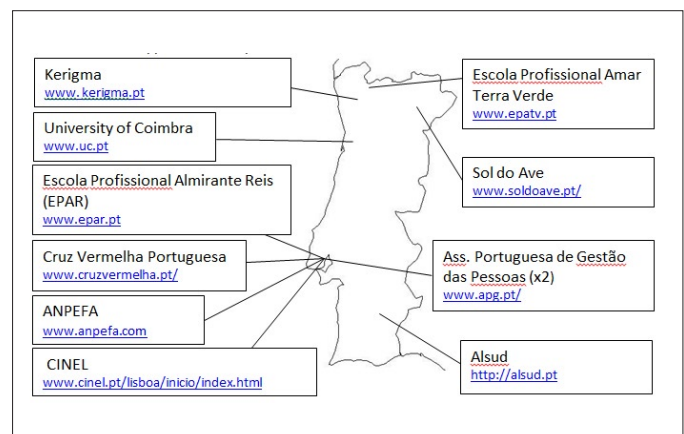 Kerigma
www.kerigma.pt
University of Coimbra
www.uc.pt
Escola Profissional Almirante Reis
(EPAR)
www.epar.pt
Cruz Vermelha Portuguesa
www.cruzvermelha.pt/
ANPEFA
www.anpefa.com
CINEL
www.cinel.pt/lisboa/inicio/index.html
Escola Profissional Amar
Terra Verde
www.epatv.pt
Sol do Ave
www.soldoave.pt/
Ass. Portuguesa de Gestão
das Pessoas (x2)
www.apg.pt/
Alsud
http://alsud.pt